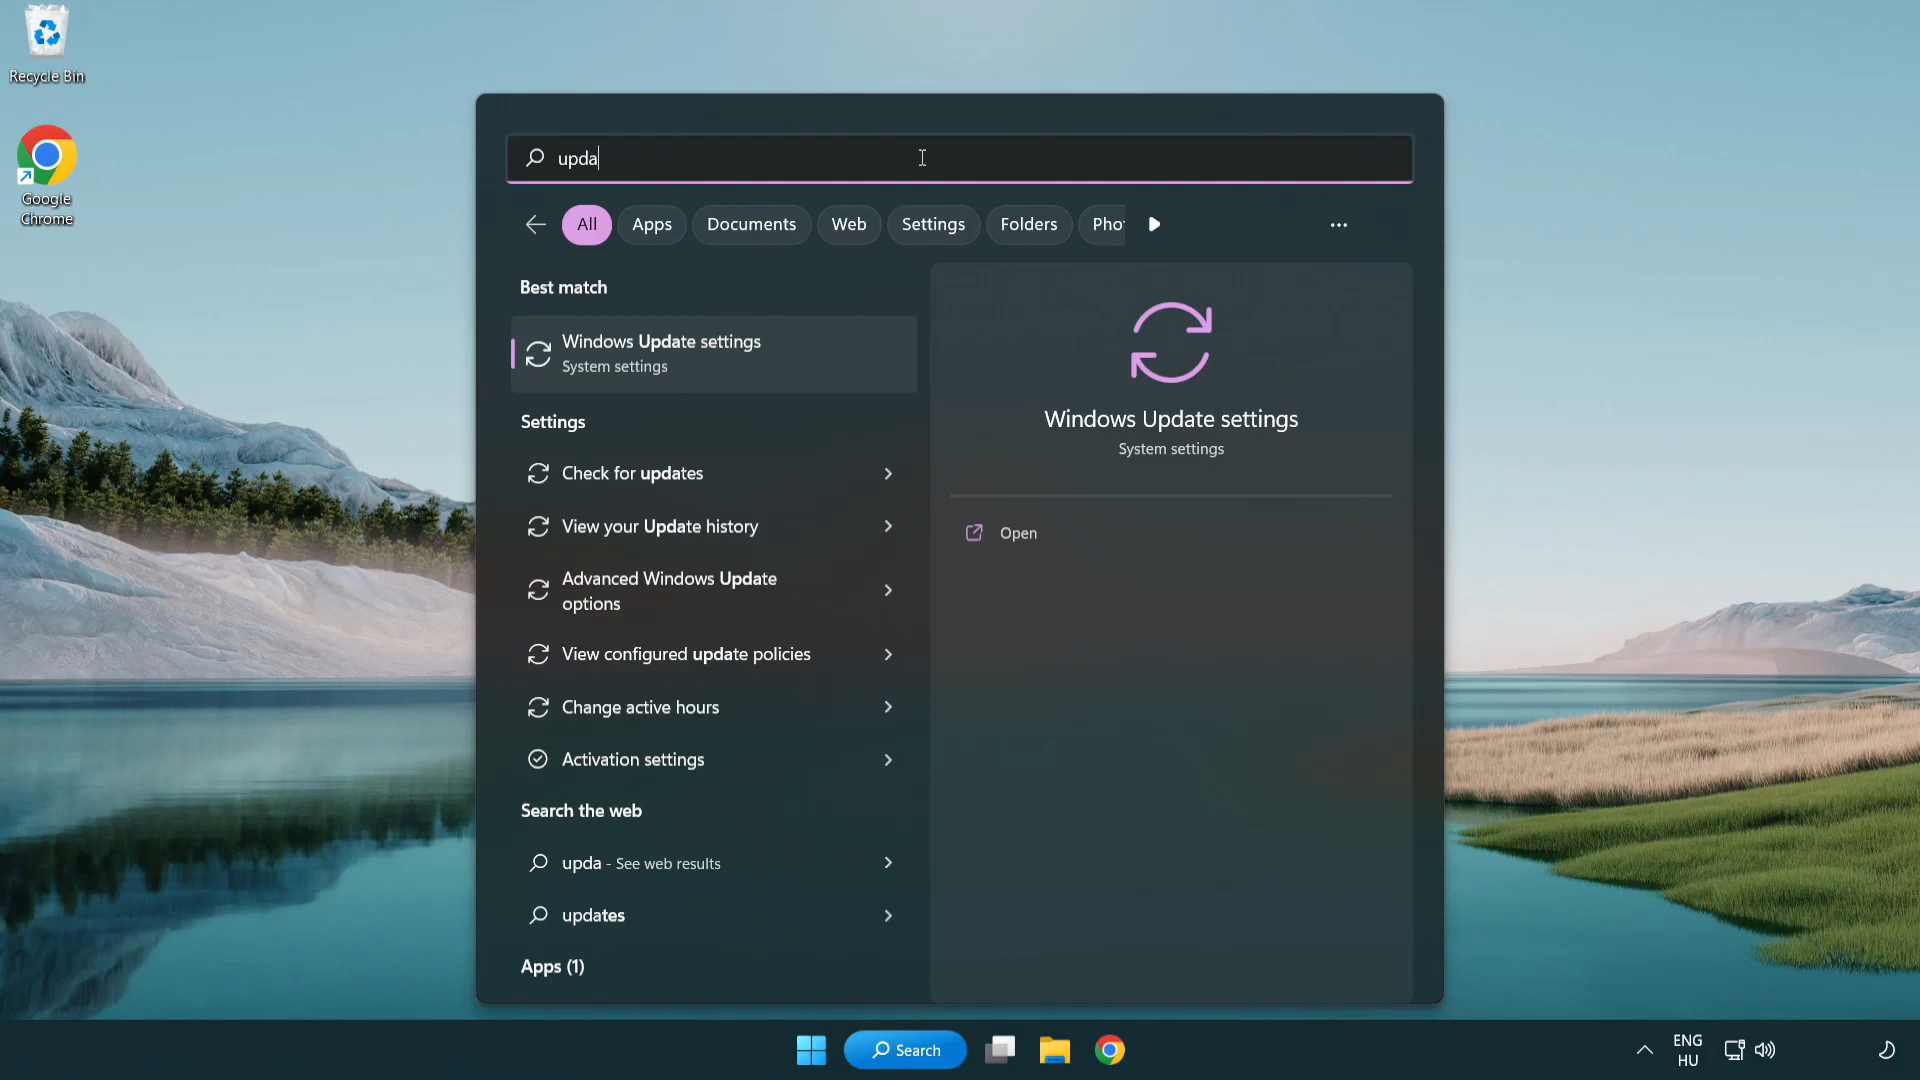 Recycle Bin
Google
Chrome
upda
All
Apps
Documents
Web
Settings
Folders
Pho
Best match
Windows Update settings
System settings
Settings
Check for updates
View your Update history
Advanced Windows Update
options
View configured update policies
Change active hours
Activation settings
Search the web
upda - See web results
updates
Apps (1)
Windows Update settings
System settings
Open
Search
ENG
HU